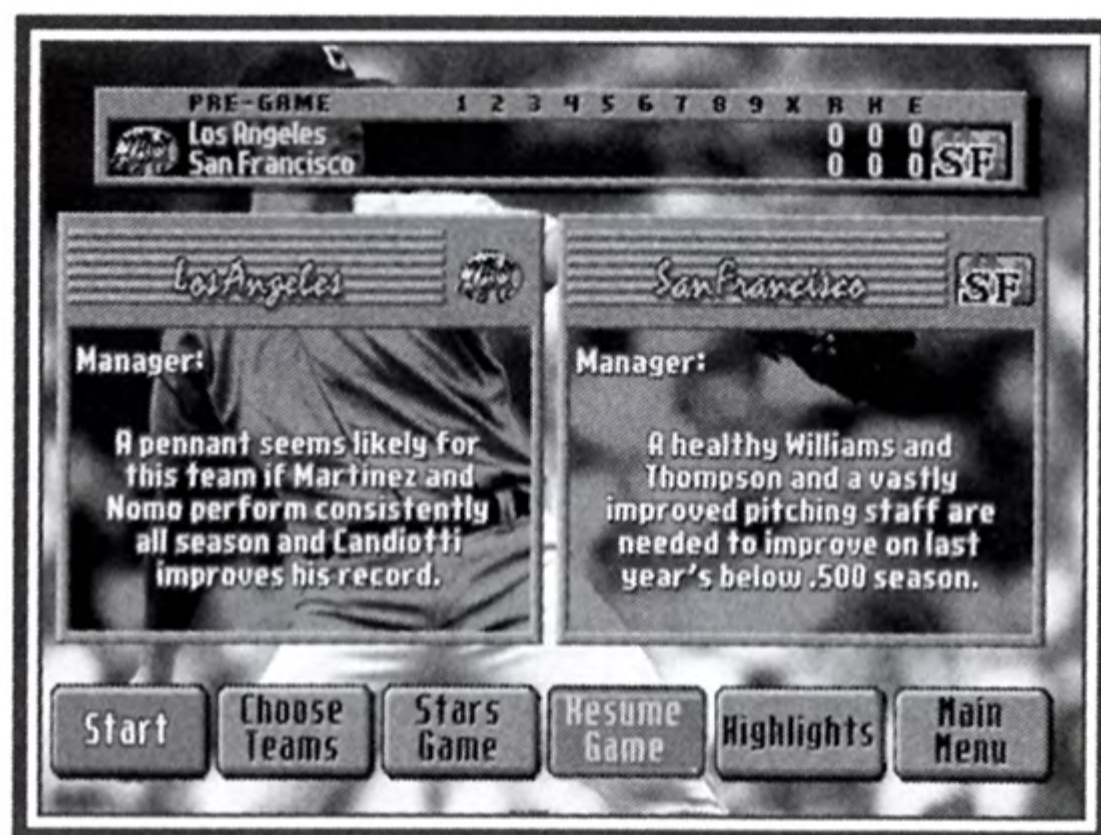 PRE-GAME 1 2 3 4 5 6 7 8 9 X R H E
Los Angeles 0 0 0
San Francisco 0 0 0
SF
Los Angeles
San Francisco
SF
Manager:
A pennant seems likely for
this team if Martinez and
Nomo perform consistently
all season and Candiotti
improves his record.
Manager:
A healthy Williams and
Thompson and a vastly
improved pitching staff are
needed to improve on last
year's below .500 season.
Start
Choose
Teams
Stars
Game
Resume
Game
Highlights
Main
Menu